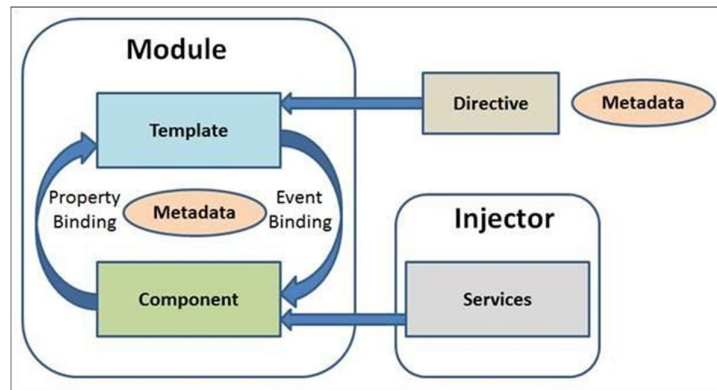 Module
Template
Directive
Metadata
Property
Binding
Metadata
Event
Binding
Injector
Component
Services